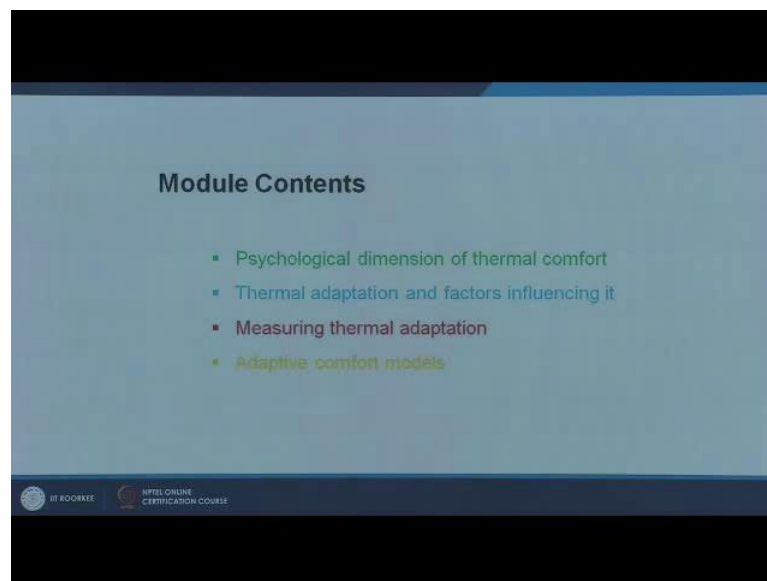 Module Contents
▪ Psychological dimension of thermal comfort
▪ Thermal adaptation and factors influencing it
▪ Measuring thermal adaptation
▪ Adaptive comfort models
IIT ROORKEE
NPTEL ONLINE
CERTIFICATION COURSE